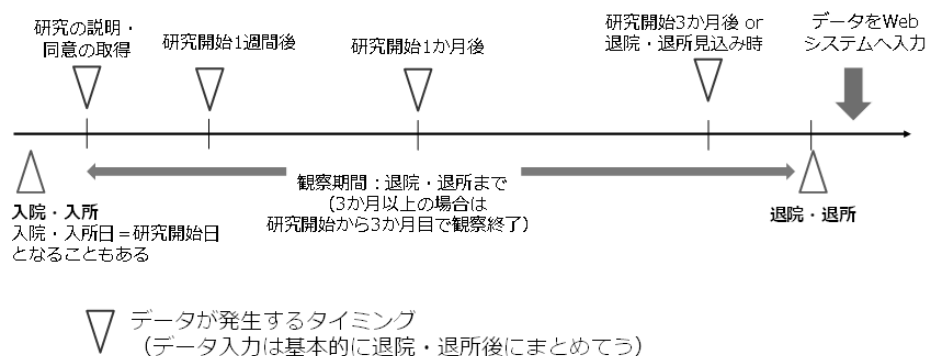 研究の説明・
同意の取得
研究開始1週間後
研究開始1か月後
研究開始3か月後 or
退院・退所見込み時
データをWeb
システムへ入力
観察期間：退院・退所まで
（3か月以上の場合は
研究開始から3か月目で観察終了）
入院・入所
入院・入所日＝研究開始日
となることもある
退院・退所
データが発生するタイミング
（データ入力は基本的に退院・退所後にまとめてう）